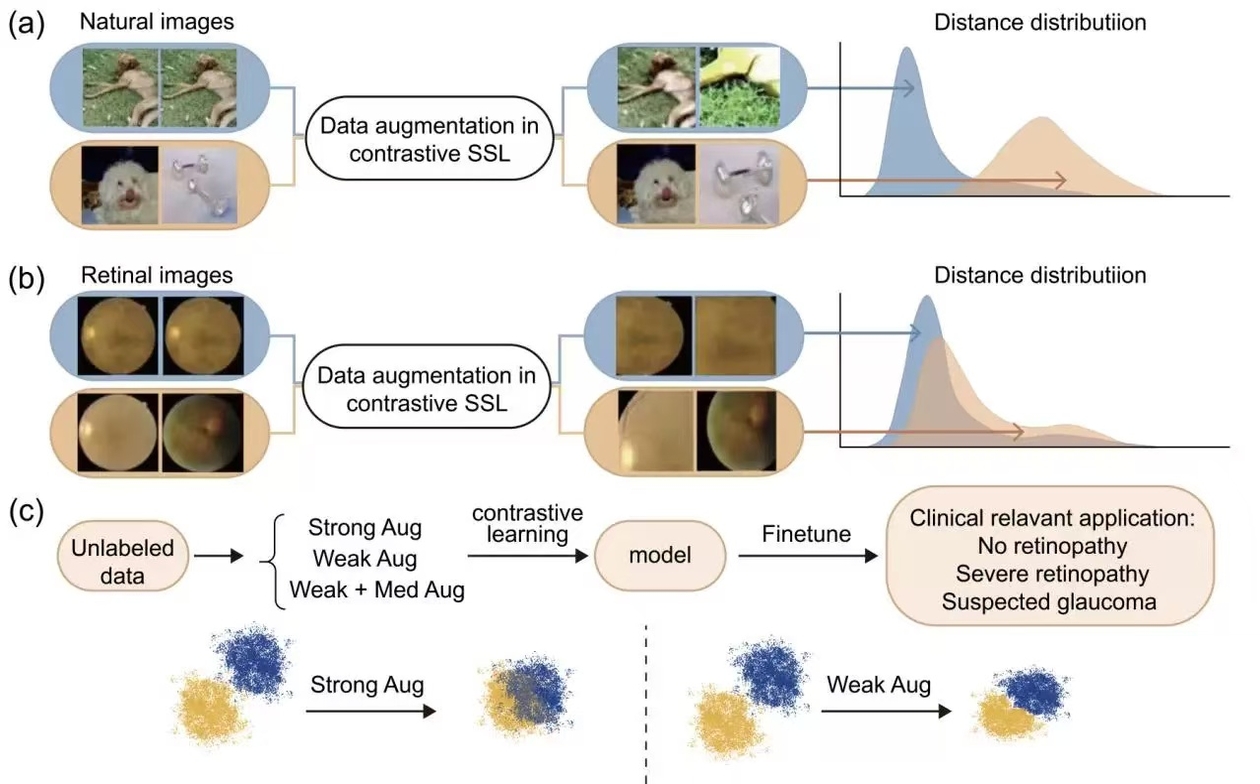 (a)
Natural images
Data augmentation in
contrastive SSL
Distance distributiion
(b)
Retinal images
Data augmentation in
contrastive SSL
Distance distributiion
(c)
Unlabeled
data
Strong Aug
Weak Aug
Weak + Med Aug
contrastive
learning
model
Finetune
Clinical relavant application:
No retinopathy
Severe retinopathy
Suspected glaucoma
Strong Aug
Weak Aug